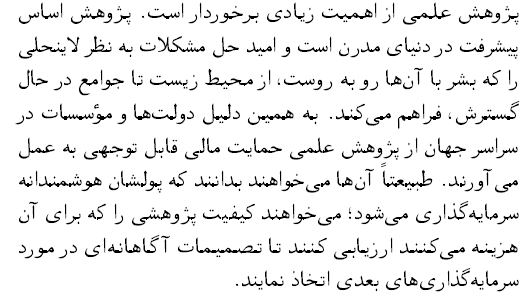 پژوهش علمی از اهمیت زیادی برخوردار است. پژوهش اساس
پیشرفت در دنیای مدرن است و امید حل مشکلات به نظر لاینحلی
را که بشر با آن‌ها رو به روست، از محیط زیست تا جوامع در حال
گسترش، فراهم می‌کند. به همین دلیل دولت‌ها و مؤسسات در
سراسر جهان از پژوهش علمی حمایت مالی قابل توجهی به عمل
می‌آورند. طبیعتاً آن‌ها می‌خواهند بدانند که پولشان هوشمندانه
سرمایه‌گذاری می‌شود؛ می‌خواهند کیفیت پژوهشی را که برای آن
هزینه می‌کنند ارزیابی کنند تا تصمیمات آگاهانه‌ای در مورد
سرمایه‌گذاری‌های بعدی اتخاذ نمایند.